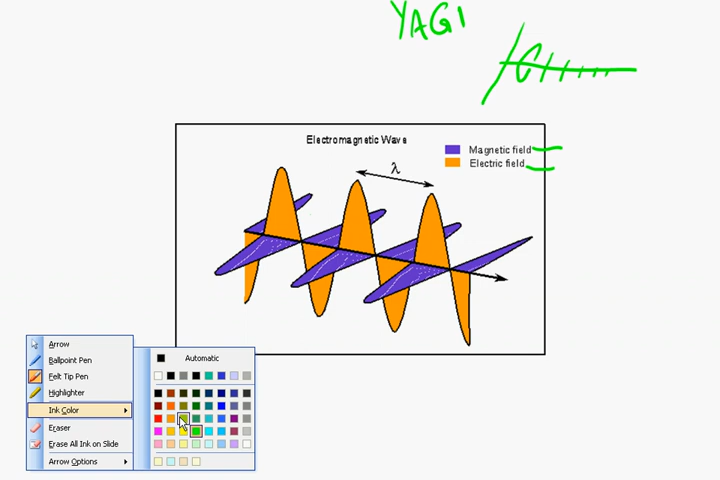 YAGI
Electromagnetic Wave
Magnetic field
Electric field
λ
Arrow
Ballpoint Pen
Felt Tip Pen
Highlighter
Ink Color
Eraser
Erase All Ink on Slide
Arrow Options
Automatic